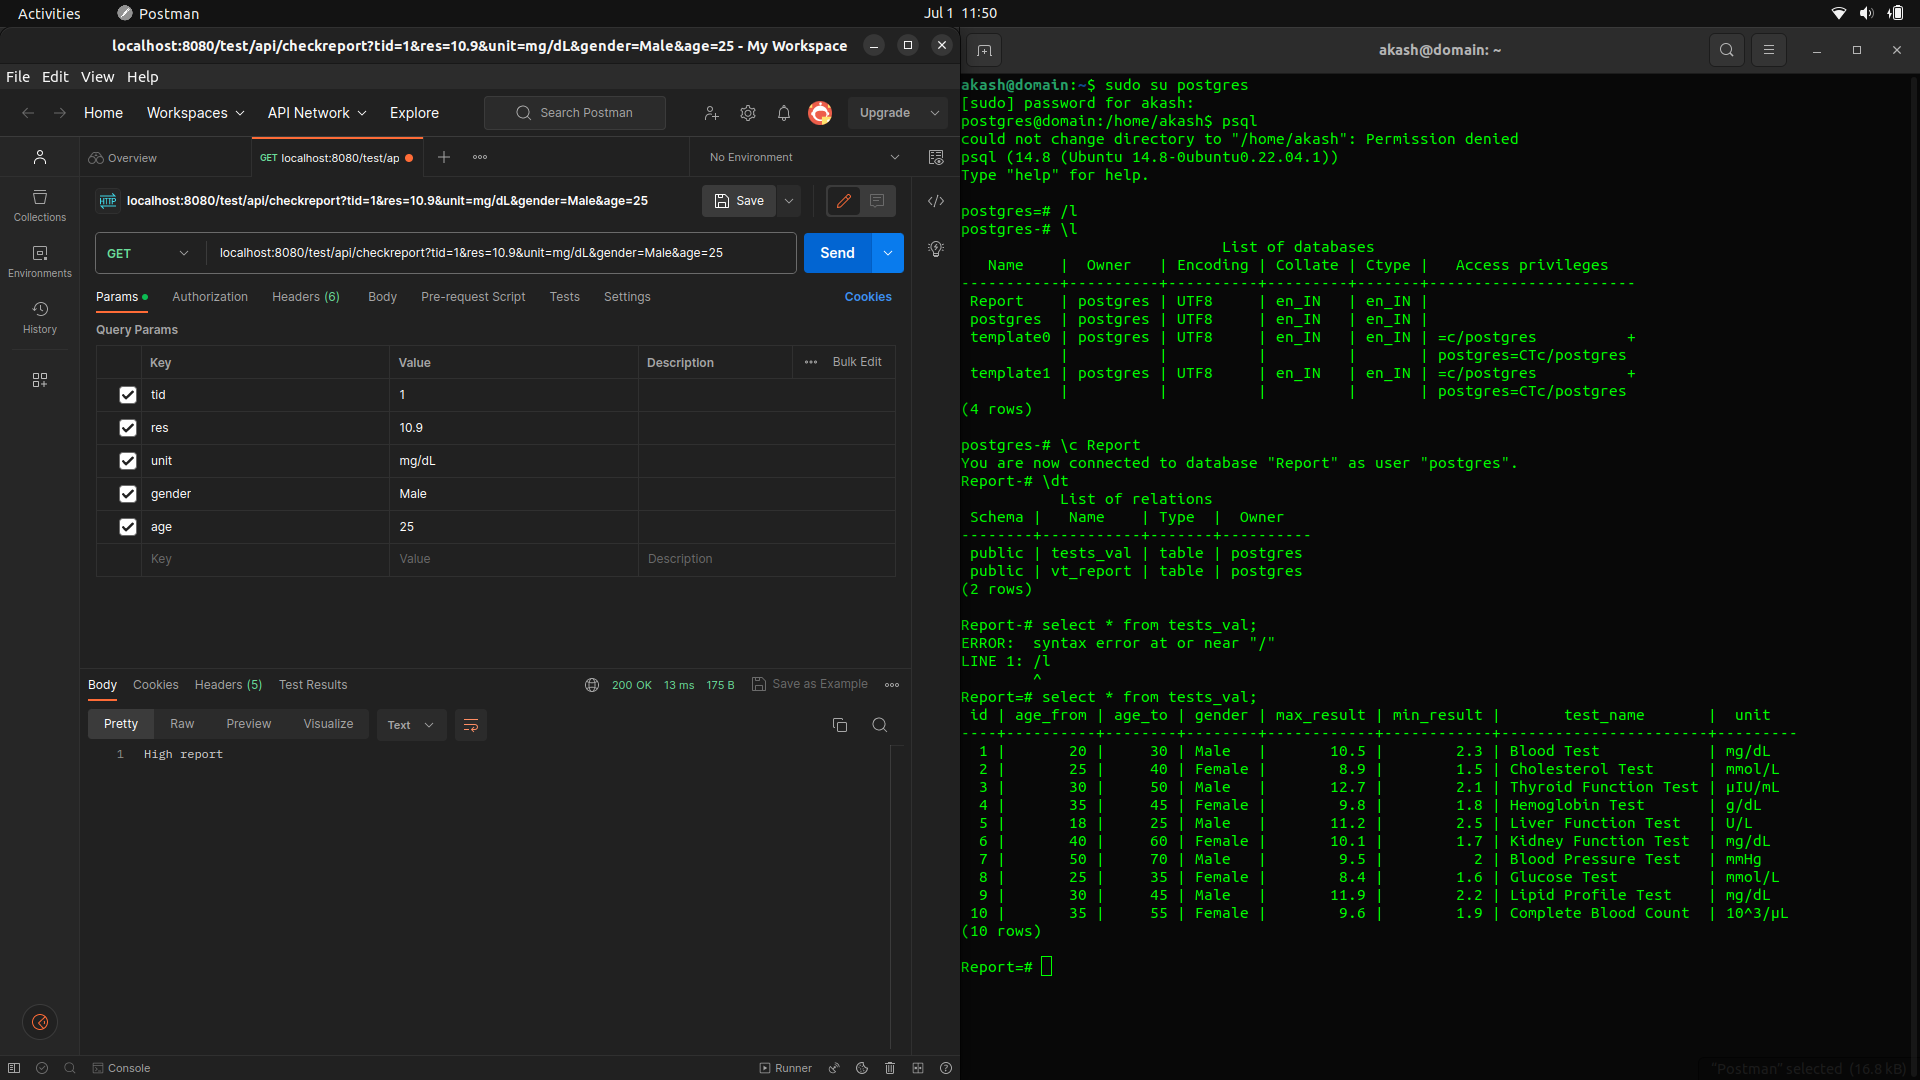 Activities Postman Jul 1 11:50
localhost:8080/test/api/checkreport?tid=1&res=10.9&unit=mg/dL&gender=Male&age=25 - My Workspace
File Edit View Help
Home Workspaces API Network Explore Search Postman Upgrade
Overview GET localhost:8080/test/ap No Environment
HTTP localhost:8080/test/api/checkreport?tid=1&res=10.9&unit=mg/dL&gender=Male&age=25 Save
Collections
Environments
History
GET localhost:8080/test/api/checkreport?tid=1&res=10.9&unit=mg/dL&gender=Male&age=25 Send
Params Authorization Headers (6) Body Pre-request Script Tests Settings Cookies
Query Params
Key Value Description Bulk Edit
tid 1
res 10.9
unit mg/dL
gender Male
age 25
Key Value Description
Body Cookies Headers (5) Test Results 200 OK 13 ms 175 B Save as Example
Pretty Raw Preview Visualize Text
1 High report
Console Runner
akash@domain: ~
akash@domain:~$ sudo su postgres
[sudo] password for akash:
postgres@domain:/home/akash$ psql
could not change directory to "/home/akash": Permission denied
psql (14.8 (Ubuntu 14.8-0ubuntu0.22.04.1))
Type "help" for help.
postgres=# /l
postgres-# \l
List of databases
Name | Owner | Encoding | Collate | Ctype | Access privileges
-----------+----------+----------+---------+-------+-----------------------
Report | postgres | UTF8 | en_IN | en_IN |
postgres | postgres | UTF8 | en_IN | en_IN |
template0 | postgres | UTF8 | en_IN | en_IN | =c/postgres +
| | | | | postgres=CTc/postgres
template1 | postgres | UTF8 | en_IN | en_IN | =c/postgres +
| | | | | postgres=CTc/postgres
(4 rows)
postgres-# \c Report
You are now connected to database "Report" as user "postgres".
Report-# \dt
List of relations
Schema | Name | Type | Owner
--------+-----------+-------+----------
public | tests_val | table | postgres
public | vt_report | table | postgres
(2 rows)
Report-# select * from tests_val;
ERROR: syntax error at or near "/"
LINE 1: /l
^
Report=# select * from tests_val;
id | age_from | age_to | gender | max_result | min_result | test_name | unit
----+----------+--------+--------+------------+------------+-----------------------+---------
1 | 20 | 30 | Male | 10.5 | 2.3 | Blood Test | mg/dL
2 | 25 | 40 | Female | 8.9 | 1.5 | Cholesterol Test | mmol/L
3 | 30 | 50 | Male | 12.7 | 2.1 | Thyroid Function Test | µIU/mL
4 | 35 | 45 | Female | 9.8 | 1.8 | Hemoglobin Test | g/dL
5 | 18 | 25 | Male | 11.2 | 2.5 | Liver Function Test | U/L
6 | 40 | 60 | Female | 10.1 | 1.7 | Kidney Function Test | mg/dL
7 | 50 | 70 | Male | 9.5 | 2 | Blood Pressure Test | mmHg
8 | 25 | 35 | Female | 8.4 | 1.6 | Glucose Test | mmol/L
9 | 30 | 45 | Male | 11.9 | 2.2 | Lipid Profile Test | mg/dL
10 | 35 | 55 | Female | 9.6 | 1.9 | Complete Blood Count | 10^3/µL
(10 rows)
Report=#
"Postman" selected (16.8 kB)